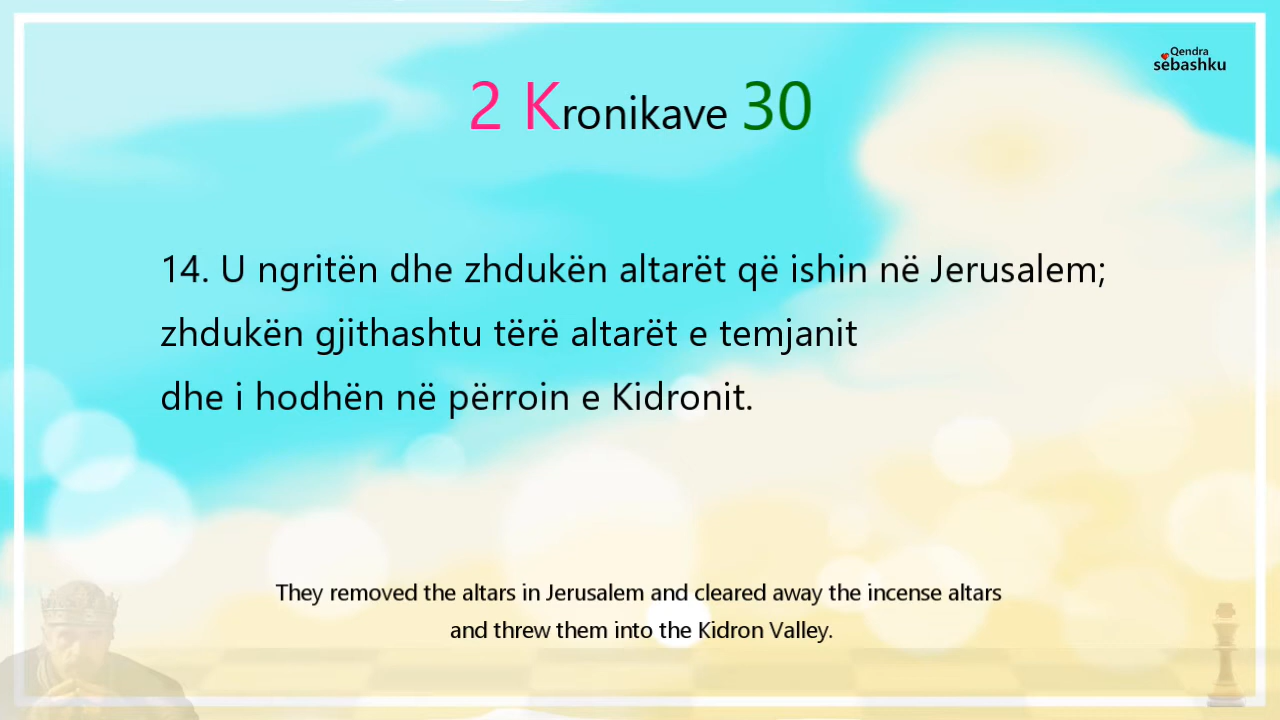 Qendra
sëbashku
2 Kronikave 30
14. U ngritën dhe zhdukën altarët që ishin në Jerusalem;
zhdukën gjithashtu tërë altarët e temjanit
dhe i hodhën në përroin e Kidronit.
They removed the altars in Jerusalem and cleared away the incense altars
and threw them into the Kidron Valley.